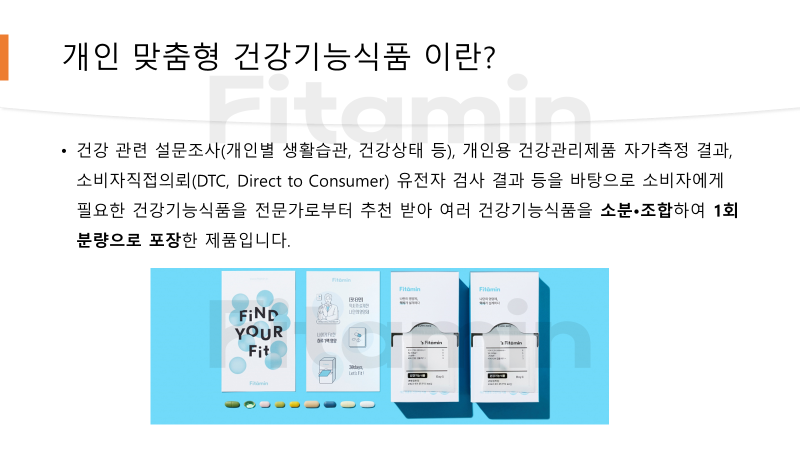 개인 맞춤형 건강기능식품 이란?
Fitamin
• 건강 관련 설문조사(개인별 생활습관, 건강상태 등), 개인용 건강관리제품 자가측정 결과,
소비자직접의뢰(DTC, Direct to Consumer) 유전자 검사 결과 등을 바탕으로 소비자에게
필요한 건강기능식품을 전문가로부터 추천 받아 여러 건강기능식품을 소분•조합하여 1회
분량으로 포장한 제품입니다.
Fitamin
FiND
YOUR
Fit
Fitamin
Fitamin
Fitamin
Fitamin
Fitamin
Fitamin